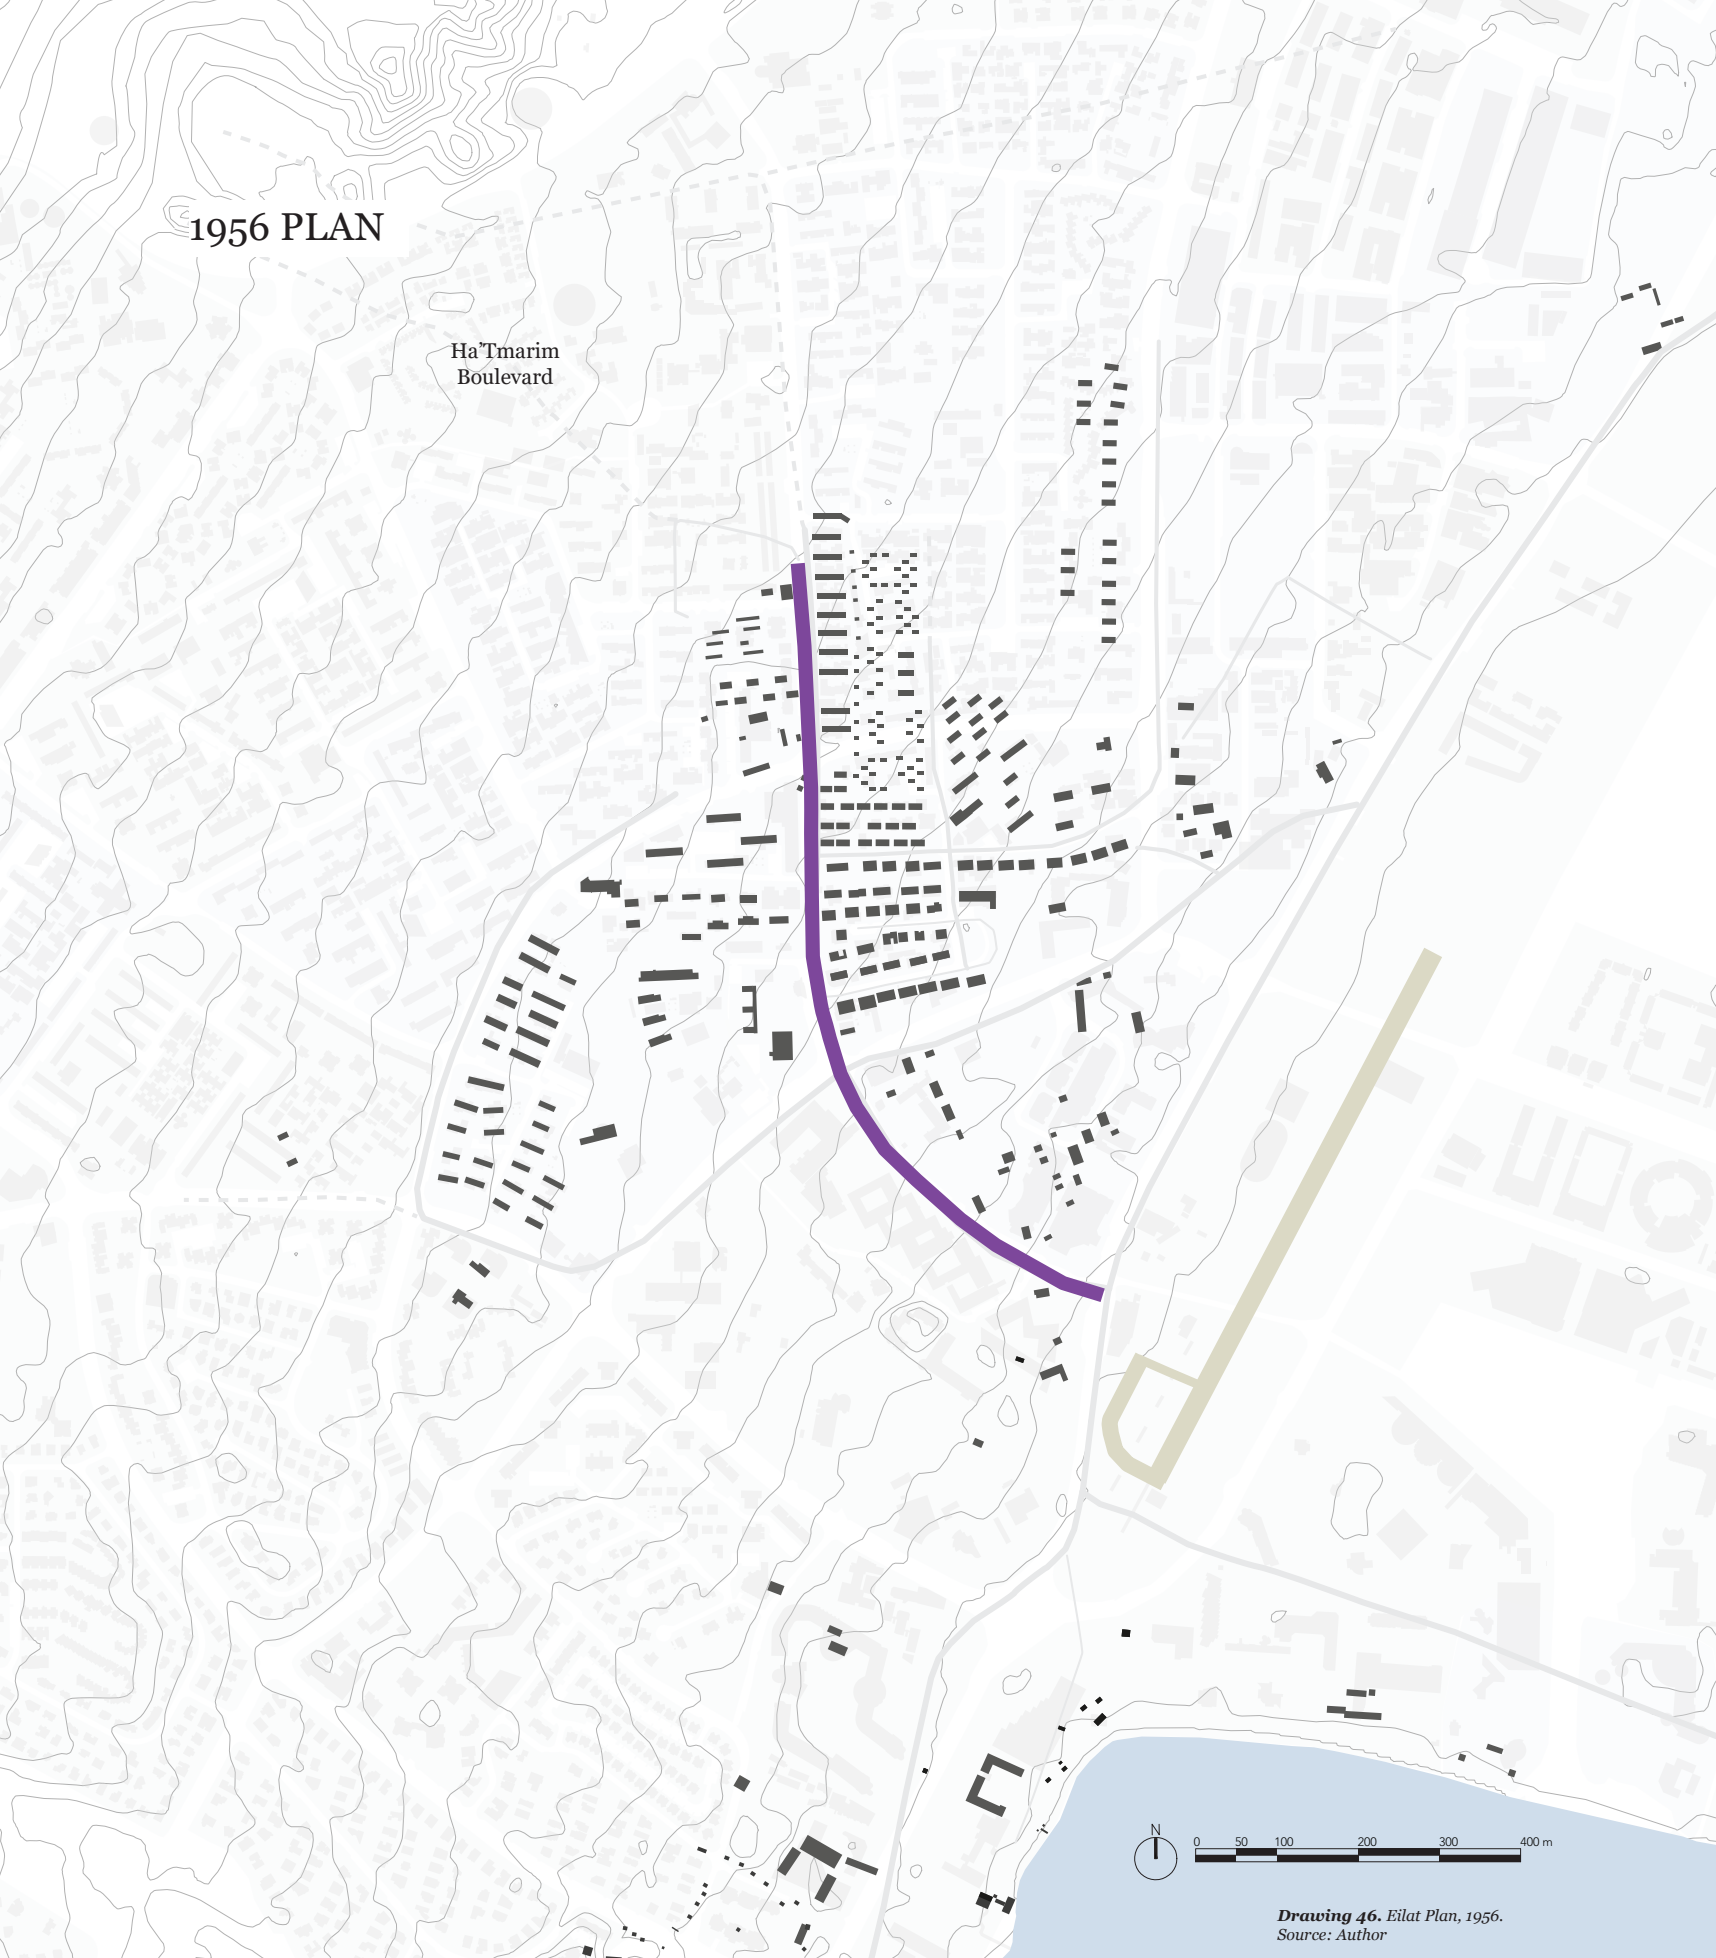 1956 PLAN
Ha’Tmarim
Boulevard
N
0 50 100 200 300 400 m
Drawing 46. Eilat Plan, 1956.
Source: Author